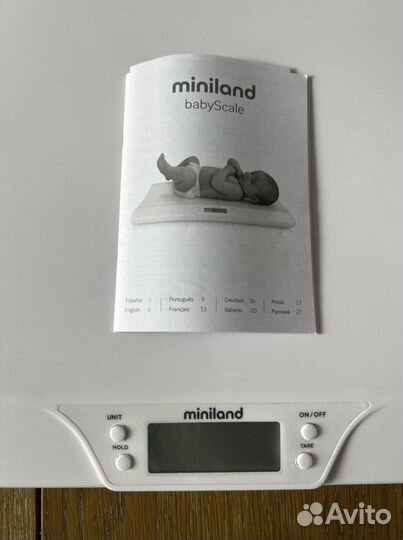 miniland
babyScale
Español 3 Português 9 Deutsch 16 Polski 23
English 6 Français 13 Italiano 20 Русский 27
miniland
UNIT ON / OFF
HOLD TARE
Avito